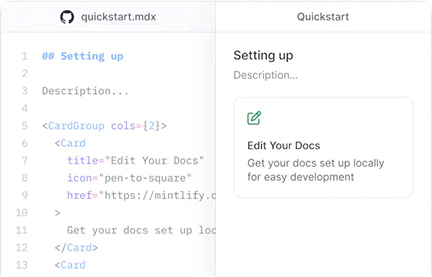 quickstart.mdx
1 ## Setting up
2
3 Description...
4
5 <CardGroup cols={2}>
6 <Card
7 title="Edit Your Docs"
8 icon="pen-to-square"
9 href="https://mintlify.c
10 >
11 Get your docs set up loc
12 </Card>
13 <Card
Quickstart
Setting up
Description...
Edit Your Docs
Get your docs set up locally
for easy development